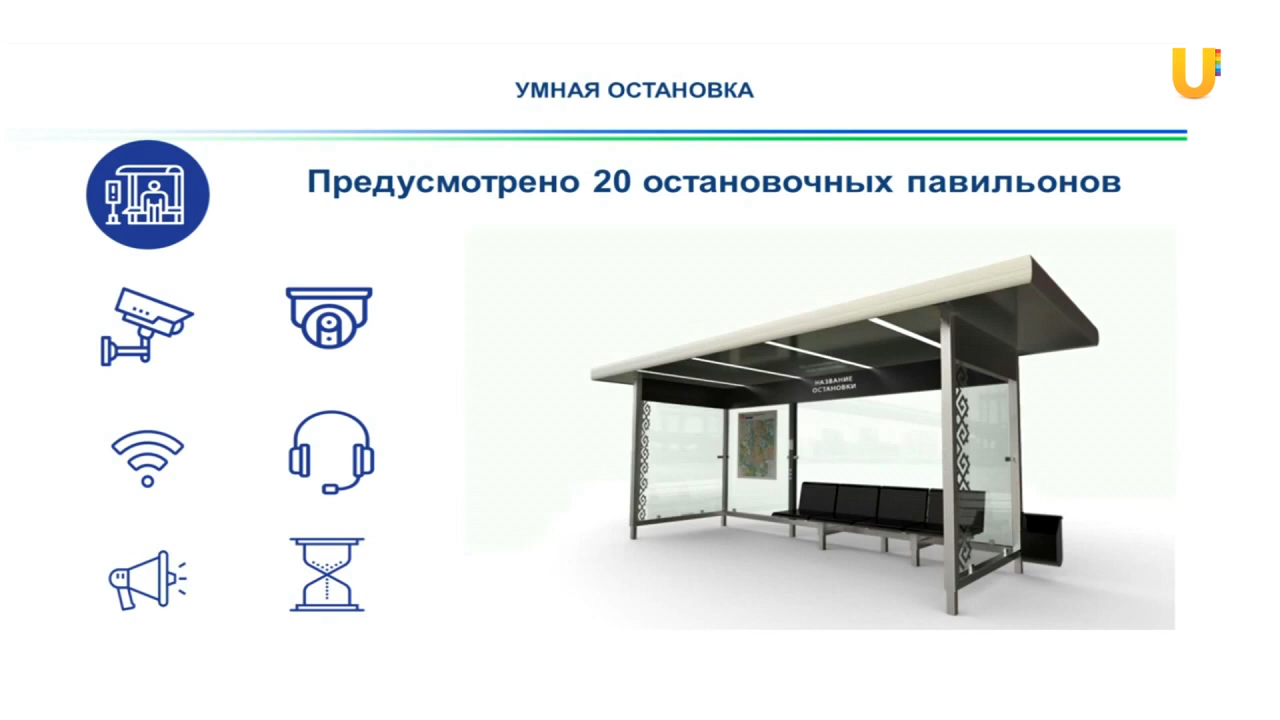 УМНАЯ ОСТАНОВКА
Предусмотрено 20 остановочных павильонов
НАЗВАНИЕ
ОСТАНОВКИ